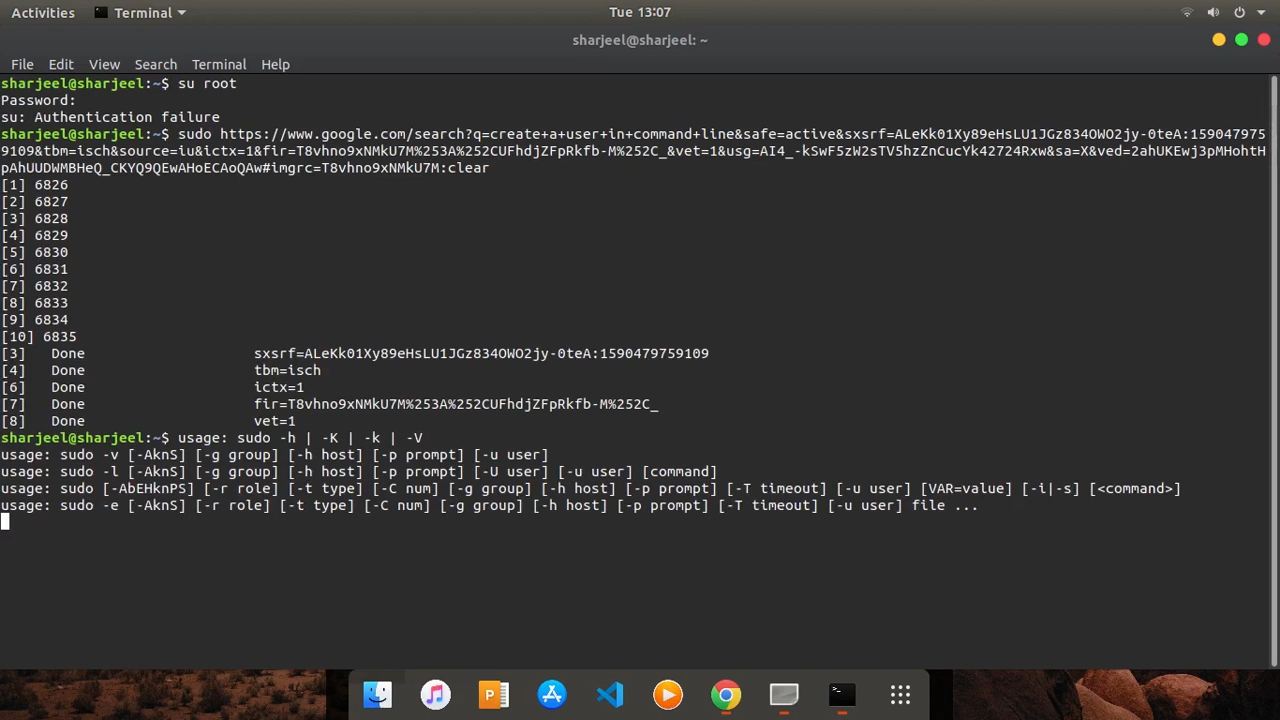 Activities Terminal Tue 13:07
sharjeel@sharjeel: ~
File Edit View Search Terminal Help
sharjeel@sharjeel:~$ su root
Password:
su: Authentication failure
sharjeel@sharjeel:~$ sudo https://www.google.com/search?q=create+a+user+in+command+line&safe=active&sxsrf=ALeKk01Xy89eHsLU1JGz834OWO2jy-0teA:159047975
9109&tbm=isch&source=iu&ictx=1&fir=T8vhno9xNMkU7M%253A%252CUFhdjZFpRkfb-M%252C_&vet=1&usg=AI4_-kSwF5zW2sTV5hzZnCucYk42724Rxw&sa=X&ved=2ahUKEwj3pMHohtH
pAhUUDWMBHeQ_CKYQ9QEwAHoECAoQAw#imgrc=T8vhno9xNMkU7M:clear
[1] 6826
[2] 6827
[3] 6828
[4] 6829
[5] 6830
[6] 6831
[7] 6832
[8] 6833
[9] 6834
[10] 6835
[3] Done sxsrf=ALeKk01Xy89eHsLU1JGz834OWO2jy-0teA:1590479759109
[4] Done tbm=isch
[6] Done ictx=1
[7] Done fir=T8vhno9xNMkU7M%253A%252CUFhdjZFpRkfb-M%252C_
[8] Done vet=1
sharjeel@sharjeel:~$ usage: sudo -h | -K | -k | -V
usage: sudo -v [-AknS] [-g group] [-h host] [-p prompt] [-u user]
usage: sudo -l [-AknS] [-g group] [-h host] [-p prompt] [-U user] [-u user] [command]
usage: sudo [-AbEHknPS] [-r role] [-t type] [-C num] [-g group] [-h host] [-p prompt] [-T timeout] [-u user] [VAR=value] [-i|-s] [<command>]
usage: sudo -e [-AknS] [-r role] [-t type] [-C num] [-g group] [-h host] [-p prompt] [-T timeout] [-u user] file ...
P
>_